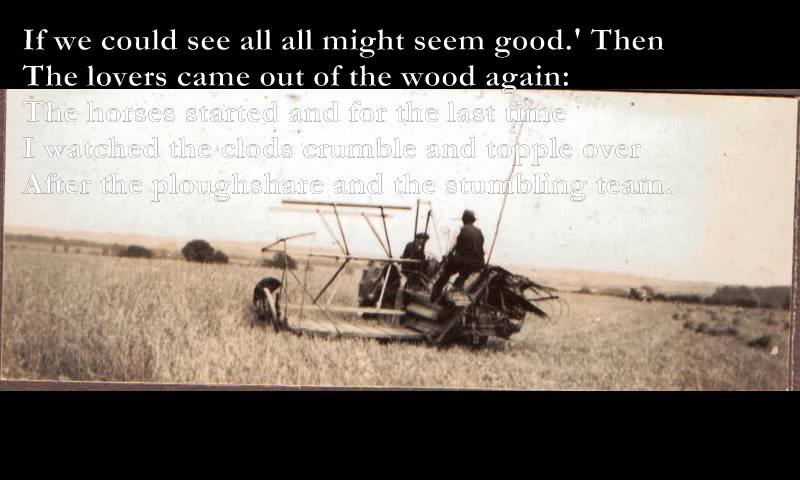 If we could see all all might seem good.' Then
The lovers came out of the wood again:
The horses started and for the last time
I watched the clods crumble and topple over
After the ploughshare and the stumbling team.